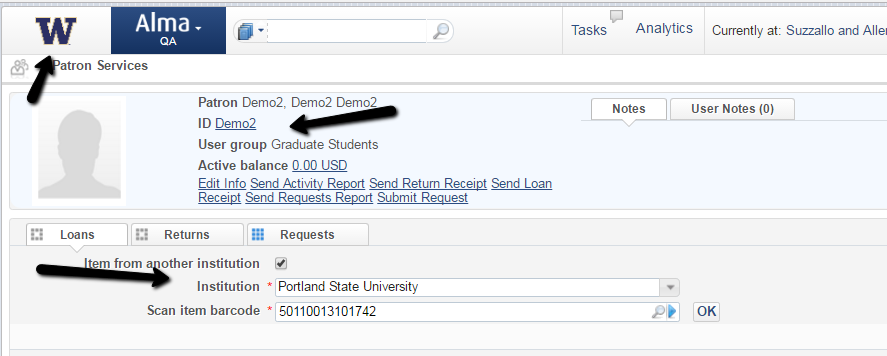 W
Alma
QA
Tasks
Analytics
Currently at: Suzzallo and Alle
Patron Services
Patron Demo2, Demo2 Demo2
ID Demo2
User group Graduate Students
Active balance 0.00 USD
Edit Info Send Activity Report Send Return Receipt Send Loan
Receipt Send Requests Report Submit Request
Notes
User Notes (0)
Loans
Returns
Requests
Item from another institution
Institution * Portland State University
Scan item barcode * 50110013101742
OK